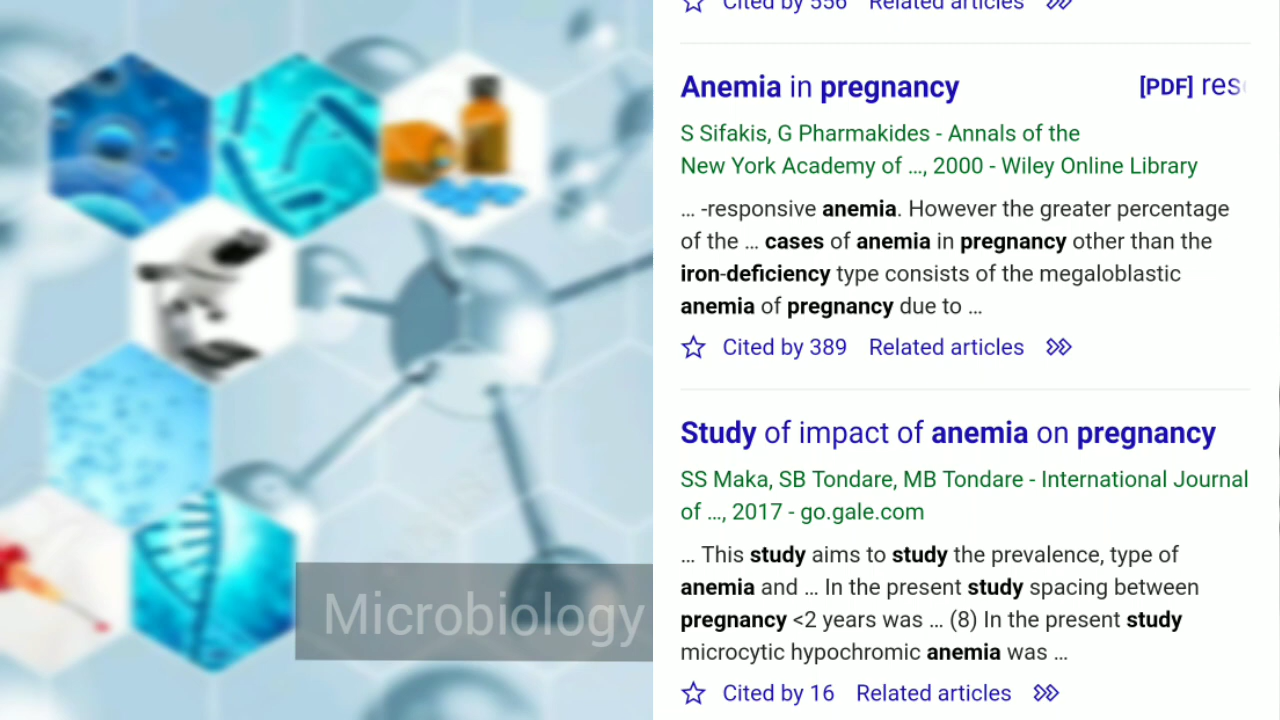 Microbiology
Cited by 556 Related articles
Anemia in pregnancy
[PDF] res
S Sifakis, G Pharmakides - Annals of the
New York Academy of …, 2000 - Wiley Online Library
… -responsive anemia. However the greater percentage
of the … cases of anemia in pregnancy other than the
iron-deficiency type consists of the megaloblastic
anemia of pregnancy due to …
Cited by 389 Related articles
Study of impact of anemia on pregnancy
SS Maka, SB Tondare, MB Tondare - International Journal
of …, 2017 - go.gale.com
… This study aims to study the prevalence, type of
anemia and … In the present study spacing between
pregnancy <2 years was … (8) In the present study
microcytic hypochromic anemia was …
Cited by 16 Related articles